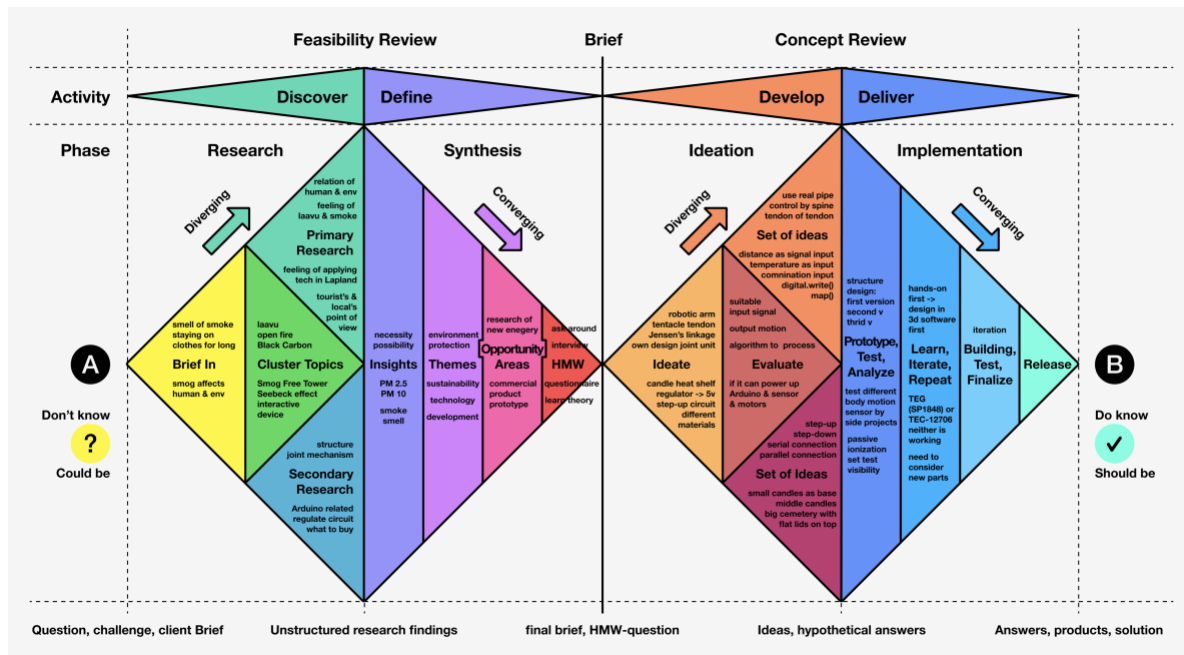 Feasibility Review
Brief
Concept Review
Activity
Discover
Define
Develop
Deliver
Phase
Research
Synthesis
Ideation
Implementation
Diverging
Converging
Diverging
Converging
A
Don't know
?
Could be
smell of smoke
staying on
clothes for long
Brief In
smog affects
human & env
laavu
open fire
Black Carbon
Cluster Topics
Smog Free Tower
Seebeck effect
interactive
device
relation of
human & env
feeling of
laavu & smoke
Primary
Research
feeling of applying
tech in Lapland
tourist's &
local's
point of
view
structure
joint mechanism
Secondary
Research
Arduino related
regulate circuit
what to buy
necessity
possibility
Insights
PM 2.5
PM 10
smoke
smell
environment
protection
Themes
sustainability
technology
development
research of
new enegery
Opportunity
Areas
commercial
product
prototype
ask around
interview
HMW
questionnaire
learn theory
robotic arm
tentacle tendon
Jensen's linkage
own design joint unit
Ideate
candle heat shelf
regulator -> 5v
step-up circuit
different
materials
suitable
input signal
output motion
algorithm to process
Evaluate
if it can power up
Arduino & sensor
& motors
use real pipe
control by spine
tendon of tendon
Set of ideas
distance as signal input
temperature as input
comnination input
digital.write()
map()
step-up
step-down
serial connection
parallel connection
Set of Ideas
small candles as base
middle candles
big cemetery with
flat lids on top
structure
design:
first version
second v
thrid v
Prototype,
Test,
Analyze
test different
body motion
sensor by
side projects
passive
ionization
set test
visibility
hands-on
first ->
design in
3d software
first
Learn,
Iterate,
Repeat
TEG
(SP1848) or
TEC-12706
neither is
working
need to
consider
new parts
iteration
Building,
Test,
Finalize
Release
B
Do know
Should be
Question, challenge, client Brief
Unstructured research findings
final brief, HMW-question
Ideas, hypothetical answers
Answers, products, solution